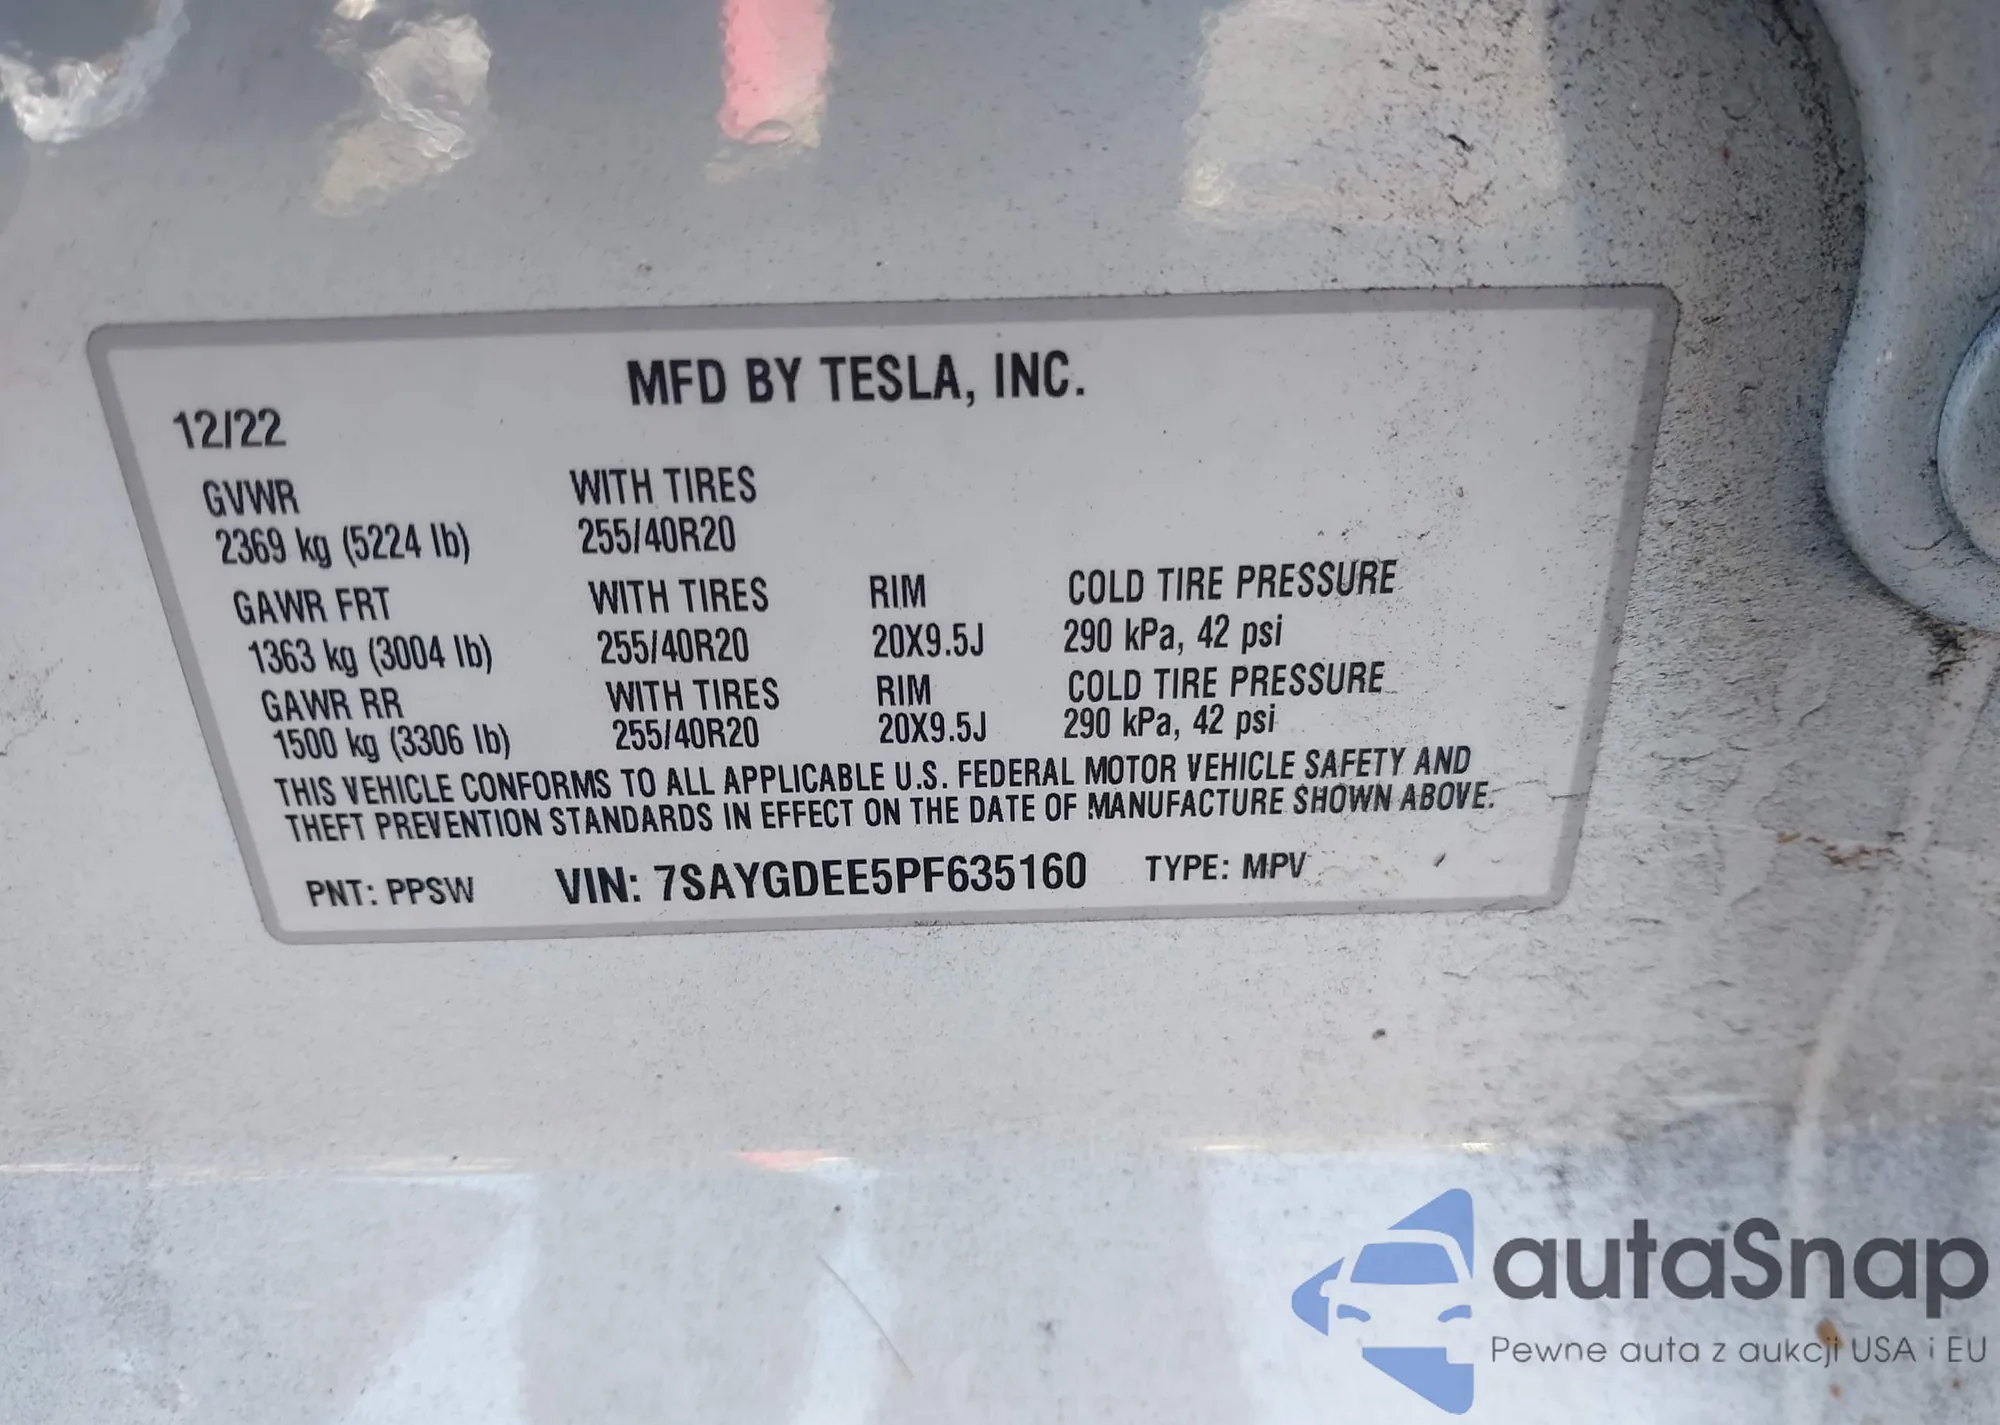 MFD BY TESLA, INC.
12/22
GVWR WITH TIRES
2369 kg (5224 lb) 255/40R20
GAWR FRT WITH TIRES RIM COLD TIRE PRESSURE
1363 kg (3004 lb) 255/40R20 20X9.5J 290 kPa, 42 psi
GAWR RR WITH TIRES RIM COLD TIRE PRESSURE
1500 kg (3306 lb) 255/40R20 20X9.5J 290 kPa, 42 psi
THIS VEHICLE CONFORMS TO ALL APPLICABLE U.S. FEDERAL MOTOR VEHICLE SAFETY AND
THEFT PREVENTION STANDARDS IN EFFECT ON THE DATE OF MANUFACTURE SHOWN ABOVE.
PNT: PPSW VIN: 7SAYGDEE5PF635160 TYPE: MPV
autaSnap
Pewne auta z aukcji USA i EU